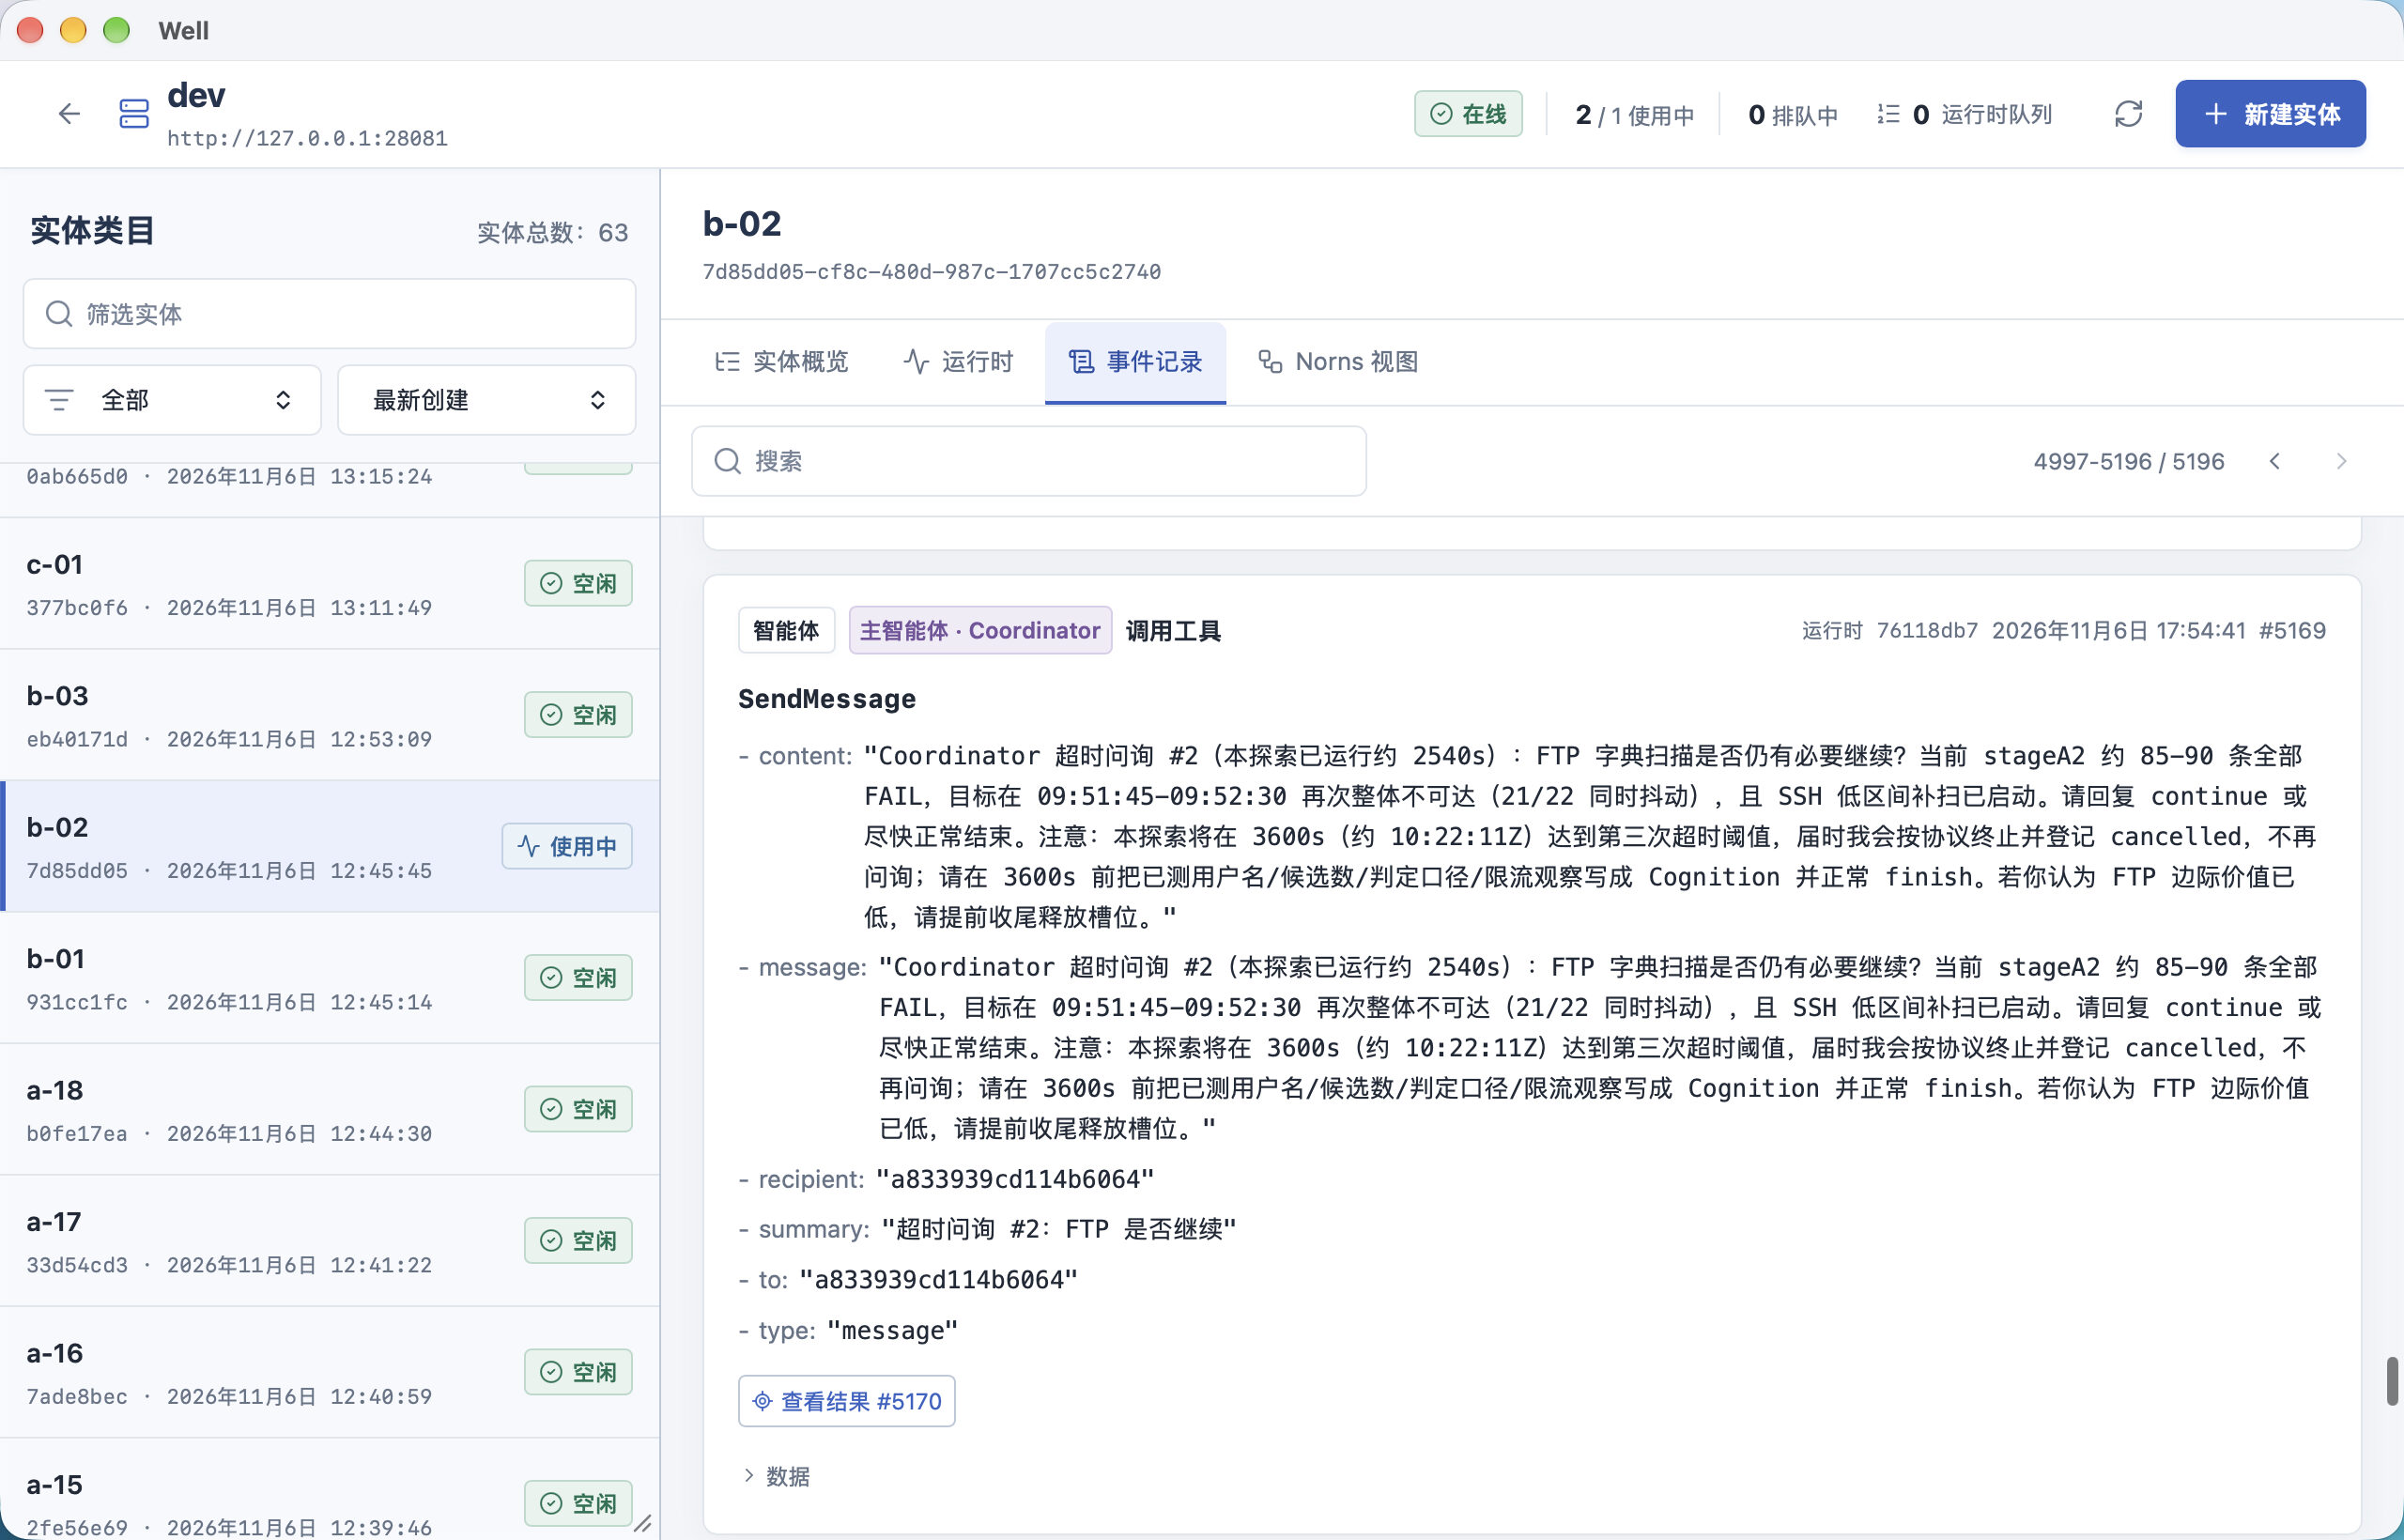 Well
dev
http://127.0.0.1:28081
在线
2 / 1 使用中
0 排队中
0 运行时队列
新建实体
实体类目
实体总数：63
筛选实体
全部
最新创建
0ab665d0 · 2026年11月6日 13:15:24
c-01
377bc0f6 · 2026年11月6日 13:11:49
空闲
b-03
eb40171d · 2026年11月6日 12:53:09
空闲
b-02
7d85dd05 · 2026年11月6日 12:45:45
使用中
b-01
931cc1fc · 2026年11月6日 12:45:14
空闲
a-18
b0fe17ea · 2026年11月6日 12:44:30
空闲
a-17
33d54cd3 · 2026年11月6日 12:41:22
空闲
a-16
7ade8bec · 2026年11月6日 12:40:59
空闲
a-15
2fe56e69 · 2026年11月6日 12:39:46
空闲
b-02
7d85dd05-cf8c-480d-987c-1707cc5c2740
实体概览
运行时
事件记录
Norns 视图
搜索
4997-5196 / 5196
智能体
主智能体 · Coordinator
调用工具
运行时 76118db7 2026年11月6日 17:54:41 #5169
SendMessage
- content: "Coordinator 超时问询 #2（本探索已运行约 2540s）：FTP 字典扫描是否仍有必要继续？当前 stageA2 约 85-90 条全部
FAIL，目标在 09:51:45-09:52:30 再次整体不可达（21/22 同时抖动），且 SSH 低区间补扫已启动。请回复 continue 或
尽快正常结束。注意：本探索将在 3600s（约 10:22:11Z）达到第三次超时阈值，届时我会按协议终止并登记 cancelled，不再
问询；请在 3600s 前把已测用户名/候选数/判定口径/限流观察写成 Cognition 并正常 finish。若你认为 FTP 边际价值已
低，请提前收尾释放槽位。"
- message: "Coordinator 超时问询 #2（本探索已运行约 2540s）：FTP 字典扫描是否仍有必要继续？当前 stageA2 约 85-90 条全部
FAIL，目标在 09:51:45-09:52:30 再次整体不可达（21/22 同时抖动），且 SSH 低区间补扫已启动。请回复 continue 或
尽快正常结束。注意：本探索将在 3600s（约 10:22:11Z）达到第三次超时阈值，届时我会按协议终止并登记 cancelled，不
再问询；请在 3600s 前把已测用户名/候选数/判定口径/限流观察写成 Cognition 并正常 finish。若你认为 FTP 边际价值
已低，请提前收尾释放槽位。"
- recipient: "a833939cd114b6064"
- summary: "超时问询 #2：FTP 是否继续"
- to: "a833939cd114b6064"
- type: "message"
查看结果 #5170
数据